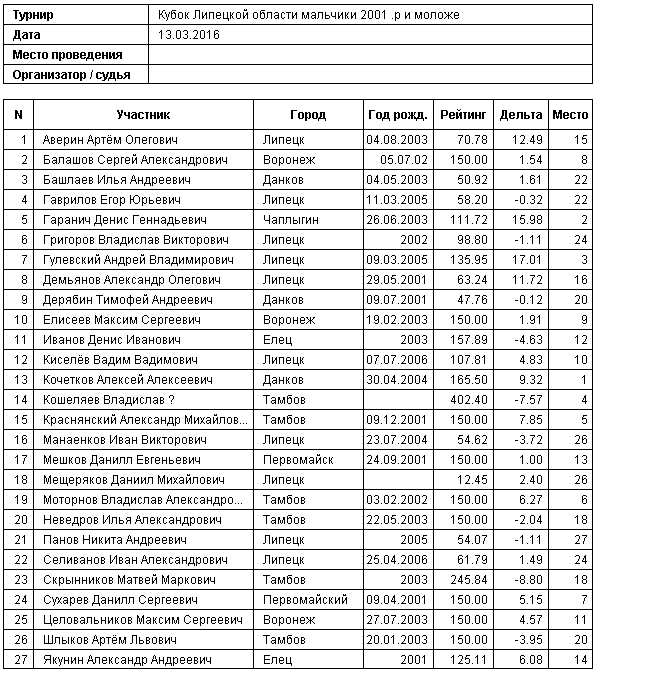 Турнир Кубок Липецкой области мальчики 2001 .р и моложе
Дата 13.03.2016
Место проведения
Организатор / судья
N Участник Город Год рожд. Рейтинг Дельта Место
1 Аверин Артём Олегович Липецк 04.08.2003 70.78 12.49 15
2 Балашов Сергей Александрович Воронеж 05.07.02 150.00 1.54 8
3 Башлаев Илья Андреевич Данков 04.05.2003 50.92 1.61 22
4 Гаврилов Егор Юрьевич Липецк 11.03.2005 58.20 -0.32 22
5 Гаранич Денис Геннадьевич Чаплыгин 26.06.2003 111.72 15.98 2
6 Григоров Владислав Викторович Липецк 2002 98.80 -1.11 24
7 Гулевский Андрей Владимирович Липецк 09.03.2005 135.95 17.01 3
8 Демьянов Александр Олегович Липецк 29.05.2001 63.24 11.72 16
9 Дерябин Тимофей Андреевич Данков 09.07.2001 47.76 -0.12 20
10 Елисеев Максим Сергеевич Воронеж 19.02.2003 150.00 1.91 9
11 Иванов Денис Иванович Елец 2003 157.89 -4.63 12
12 Киселёв Вадим Вадимович Липецк 07.07.2006 107.81 4.83 10
13 Кочетков Алексей Алексеевич Данков 30.04.2004 165.50 9.32 1
14 Кошеляев Владислав ? Тамбов 402.40 -7.57 4
15 Краснянский Александр Михайлов... Тамбов 09.12.2001 150.00 7.85 5
16 Манаенков Иван Викторович Липецк 23.07.2004 54.62 -3.72 26
17 Мешков Данилл Евгеньевич Первомайск 24.09.2001 150.00 1.00 13
18 Мещеряков Даниил Михайлович Липецк 12.45 2.40 26
19 Моторнов Владислав Александро... Тамбов 03.02.2002 150.00 6.27 6
20 Неведров Илья Александрович Тамбов 22.05.2003 150.00 -2.04 18
21 Панов Никита Андреевич Липецк 2005 54.07 -1.11 27
22 Селиванов Иван Александрович Липецк 25.04.2006 61.79 1.49 24
23 Скрынников Матвей Маркович Тамбов 2003 245.84 -8.80 18
24 Сухарев Данилл Сергеевич Первомайский 09.04.2001 150.00 5.15 7
25 Целовальников Максим Сергеевич Воронеж 27.07.2003 150.00 4.57 11
26 Шлыков Артём Львович Тамбов 20.01.2003 150.00 -3.95 20
27 Якунин Александр Андреевич Елец 2001 125.11 6.08 14